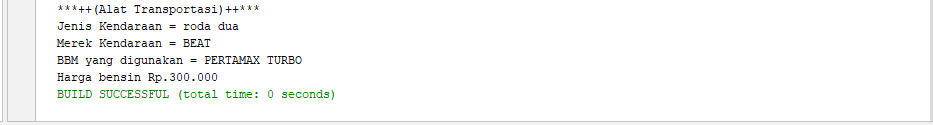 ***++(Alat Transportasi)++***
Jenis Kendaraan = roda dua
Merek Kendaraan = BEAT
BBM yang digunakan = PERTAMAX TURBO
Harga bensin Rp.300.000
BUILD SUCCESSFUL (total time: 0 seconds)